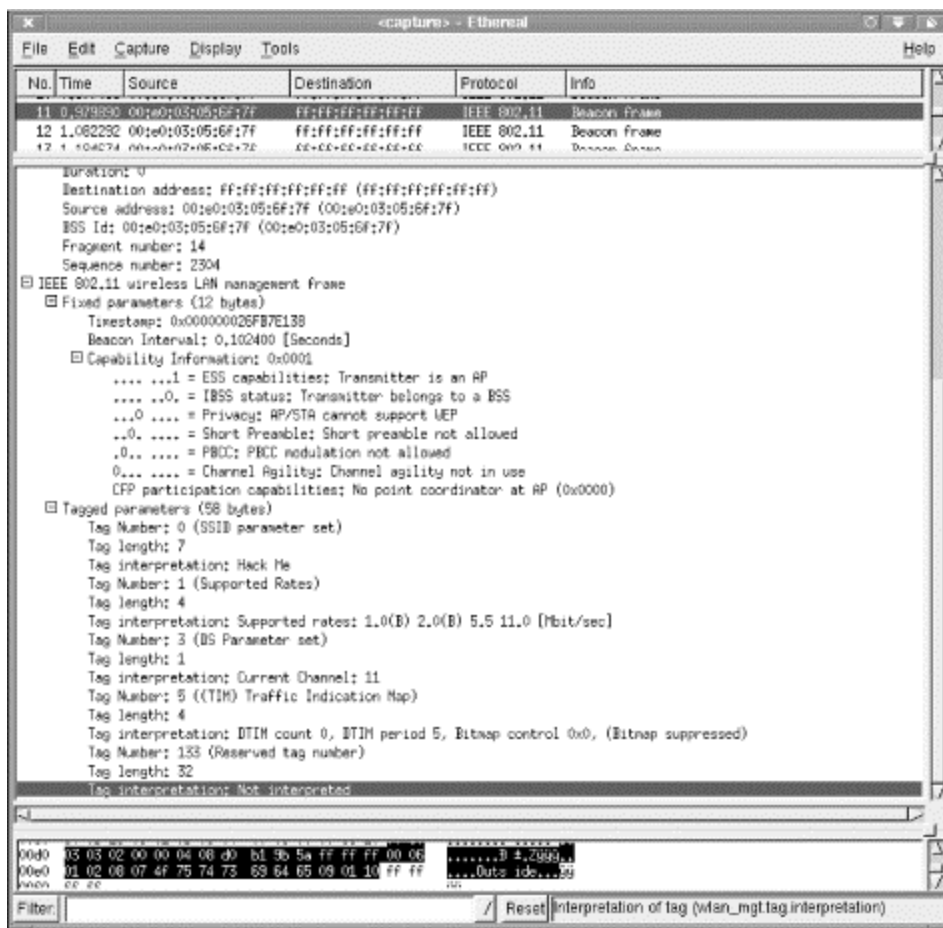 <capture> - Ethereal
File Edit Capture Display Tools Help
No. Time Source Destination Protocol Info
11 0.979890 00:e0:03:05:6f:7f ff:ff:ff:ff:ff:ff IEEE 802.11 Beacon frame
12 1.082292 00:e0:03:05:6f:7f ff:ff:ff:ff:ff:ff IEEE 802.11 Beacon frame
Duration: 0
Destination address: ff:ff:ff:ff:ff:ff (ff:ff:ff:ff:ff:ff)
Source address: 00:e0:03:05:6f:7f (00:e0:03:05:6f:7f)
BSS Id: 00:e0:03:05:6f:7f (00:e0:03:05:6f:7f)
Fragment number: 14
Sequence number: 2304
IEEE 802.11 wireless LAN management frame
Fixed parameters (12 bytes)
Timestamp: 0x000000026FB7E138
Beacon Interval: 0.102400 [Seconds]
Capability Information: 0x0001
.... ...1 = ESS capabilities: Transmitter is an AP
.... ..0. = IBSS status: Transmitter belongs to a BSS
...0 .... = Privacy: AP/STA cannot support WEP
..0. .... = Short Preamble: Short preamble not allowed
.0.. .... = PBCC: PBCC modulation not allowed
0... .... = Channel Agility: Channel agility not in use
CFP participation capabilities: No point coordinator at AP (0x0000)
Tagged parameters (58 bytes)
Tag Number: 0 (SSID parameter set)
Tag length: 7
Tag interpretation: Hack Me
Tag Number: 1 (Supported Rates)
Tag length: 4
Tag interpretation: Supported rates: 1.0(B) 2.0(B) 5.5 11.0 [Mbit/sec]
Tag Number: 3 (DS Parameter set)
Tag length: 1
Tag interpretation: Current Channel: 11
Tag Number: 5 ((TIM) Traffic Indication Map)
Tag length: 4
Tag interpretation: DTIM count 0, DTIM period 5, Bitmap control 0x0, (Bitmap suppressed)
Tag Number: 133 (Reserved tag number)
Tag length: 32
Tag interpretation: Not interpreted
00d0 03 03 02 00 00 04 08 d0 b1 9b 5a ff ff ff 00 06
00e0 01 02 08 07 4f 75 74 73 69 64 65 09 01 10 ff ff ....Outs ide...ÿÿ
Filter: / Reset Interpretation of tag (wlan_mgt.tag.interpretation)